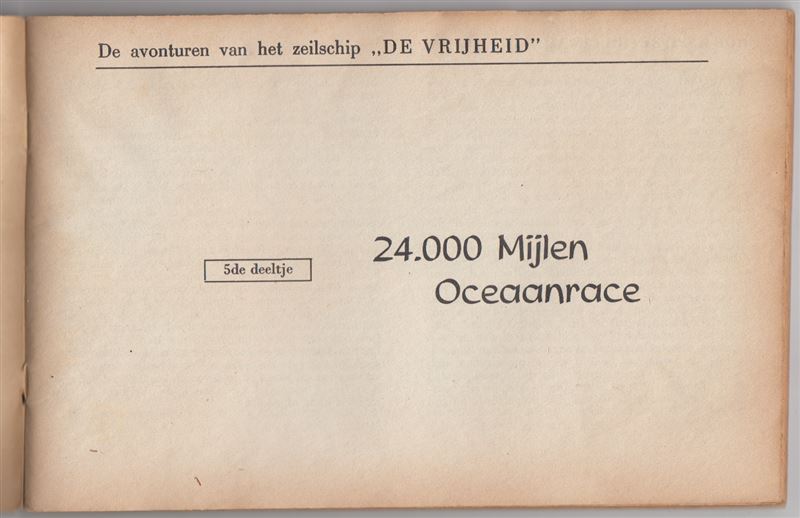 De avonturen van het zeilschip „DE VRIJHEID”
5de deeltje
24.000 Mijlen
Oceaanrace